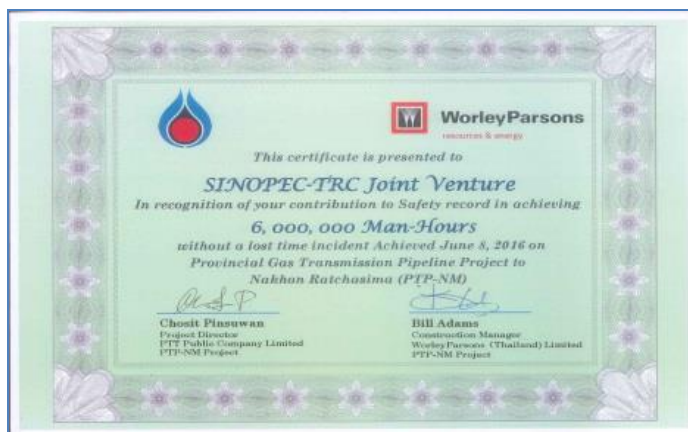 WorleyParsons
resources & energy
This certificate is presented to
SINOPEC-TRC Joint Venture
In recognition of your contribution to Safety record in achieving
6,000,000 Man-Hours
without a lost time incident Achieved June 8, 2016 on
Provincial Gas Transmission Pipeline Project to
Nakhon Ratchasima (PTP-NM)
Chosit Pinsuwan
Project Director
PTT Public Company Limited
PTP-NM Project
Bill Adams
Construction Manager
WorleyParsons (Thailand) Limited
PTP-NM Project